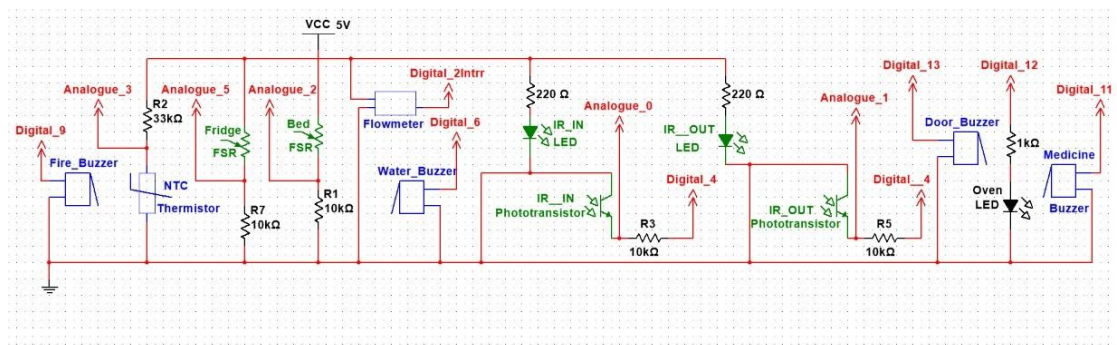 VCC 5V
Digital_9
Fire_Buzzer
Analogue_3
R2
33kΩ
NTC
Thermistor
Analogue_5
Fridge
FSR
R7
10kΩ
Analogue_2
Bed
FSR
R1
10kΩ
Digital_2Intrr
Flowmeter
Digital_6
Water_Buzzer
220 Ω
IR_IN
LED
Analogue_0
IR__IN
Phototransistor
Digital_4
R3
10kΩ
220 Ω
IR__OUT
LED
Analogue_1
IR_OUT
Phototransistor
Digital__4
R5
10kΩ
Digital_13
Door_Buzzer
Digital_12
1kΩ
Oven
LED
Digital_11
Medicine
Buzzer